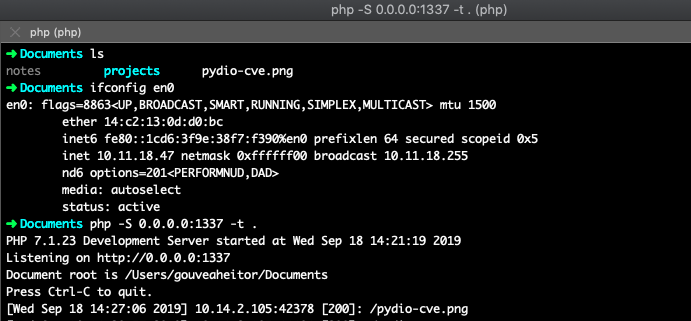 php -S 0.0.0.0:1337 -t . (php)
php (php)
➜ Documents ls
notes projects pydio-cve.png
➜ Documents ifconfig en0
en0: flags=8863<UP,BROADCAST,SMART,RUNNING,SIMPLEX,MULTICAST> mtu 1500
ether 14:c2:13:0d:d0:bc
inet6 fe80::1cd6:3f9e:38f7:f390%en0 prefixlen 64 secured scopeid 0x5
inet 10.11.18.47 netmask 0xffffff00 broadcast 10.11.18.255
nd6 options=201<PERFORMNUD,DAD>
media: autoselect
status: active
➜ Documents php -S 0.0.0.0:1337 -t .
PHP 7.1.23 Development Server started at Wed Sep 18 14:21:19 2019
Listening on http://0.0.0.0:1337
Document root is /Users/gouveaheitor/Documents
Press Ctrl-C to quit.
[Wed Sep 18 14:27:06 2019] 10.14.2.105:42378 [200]: /pydio-cve.png